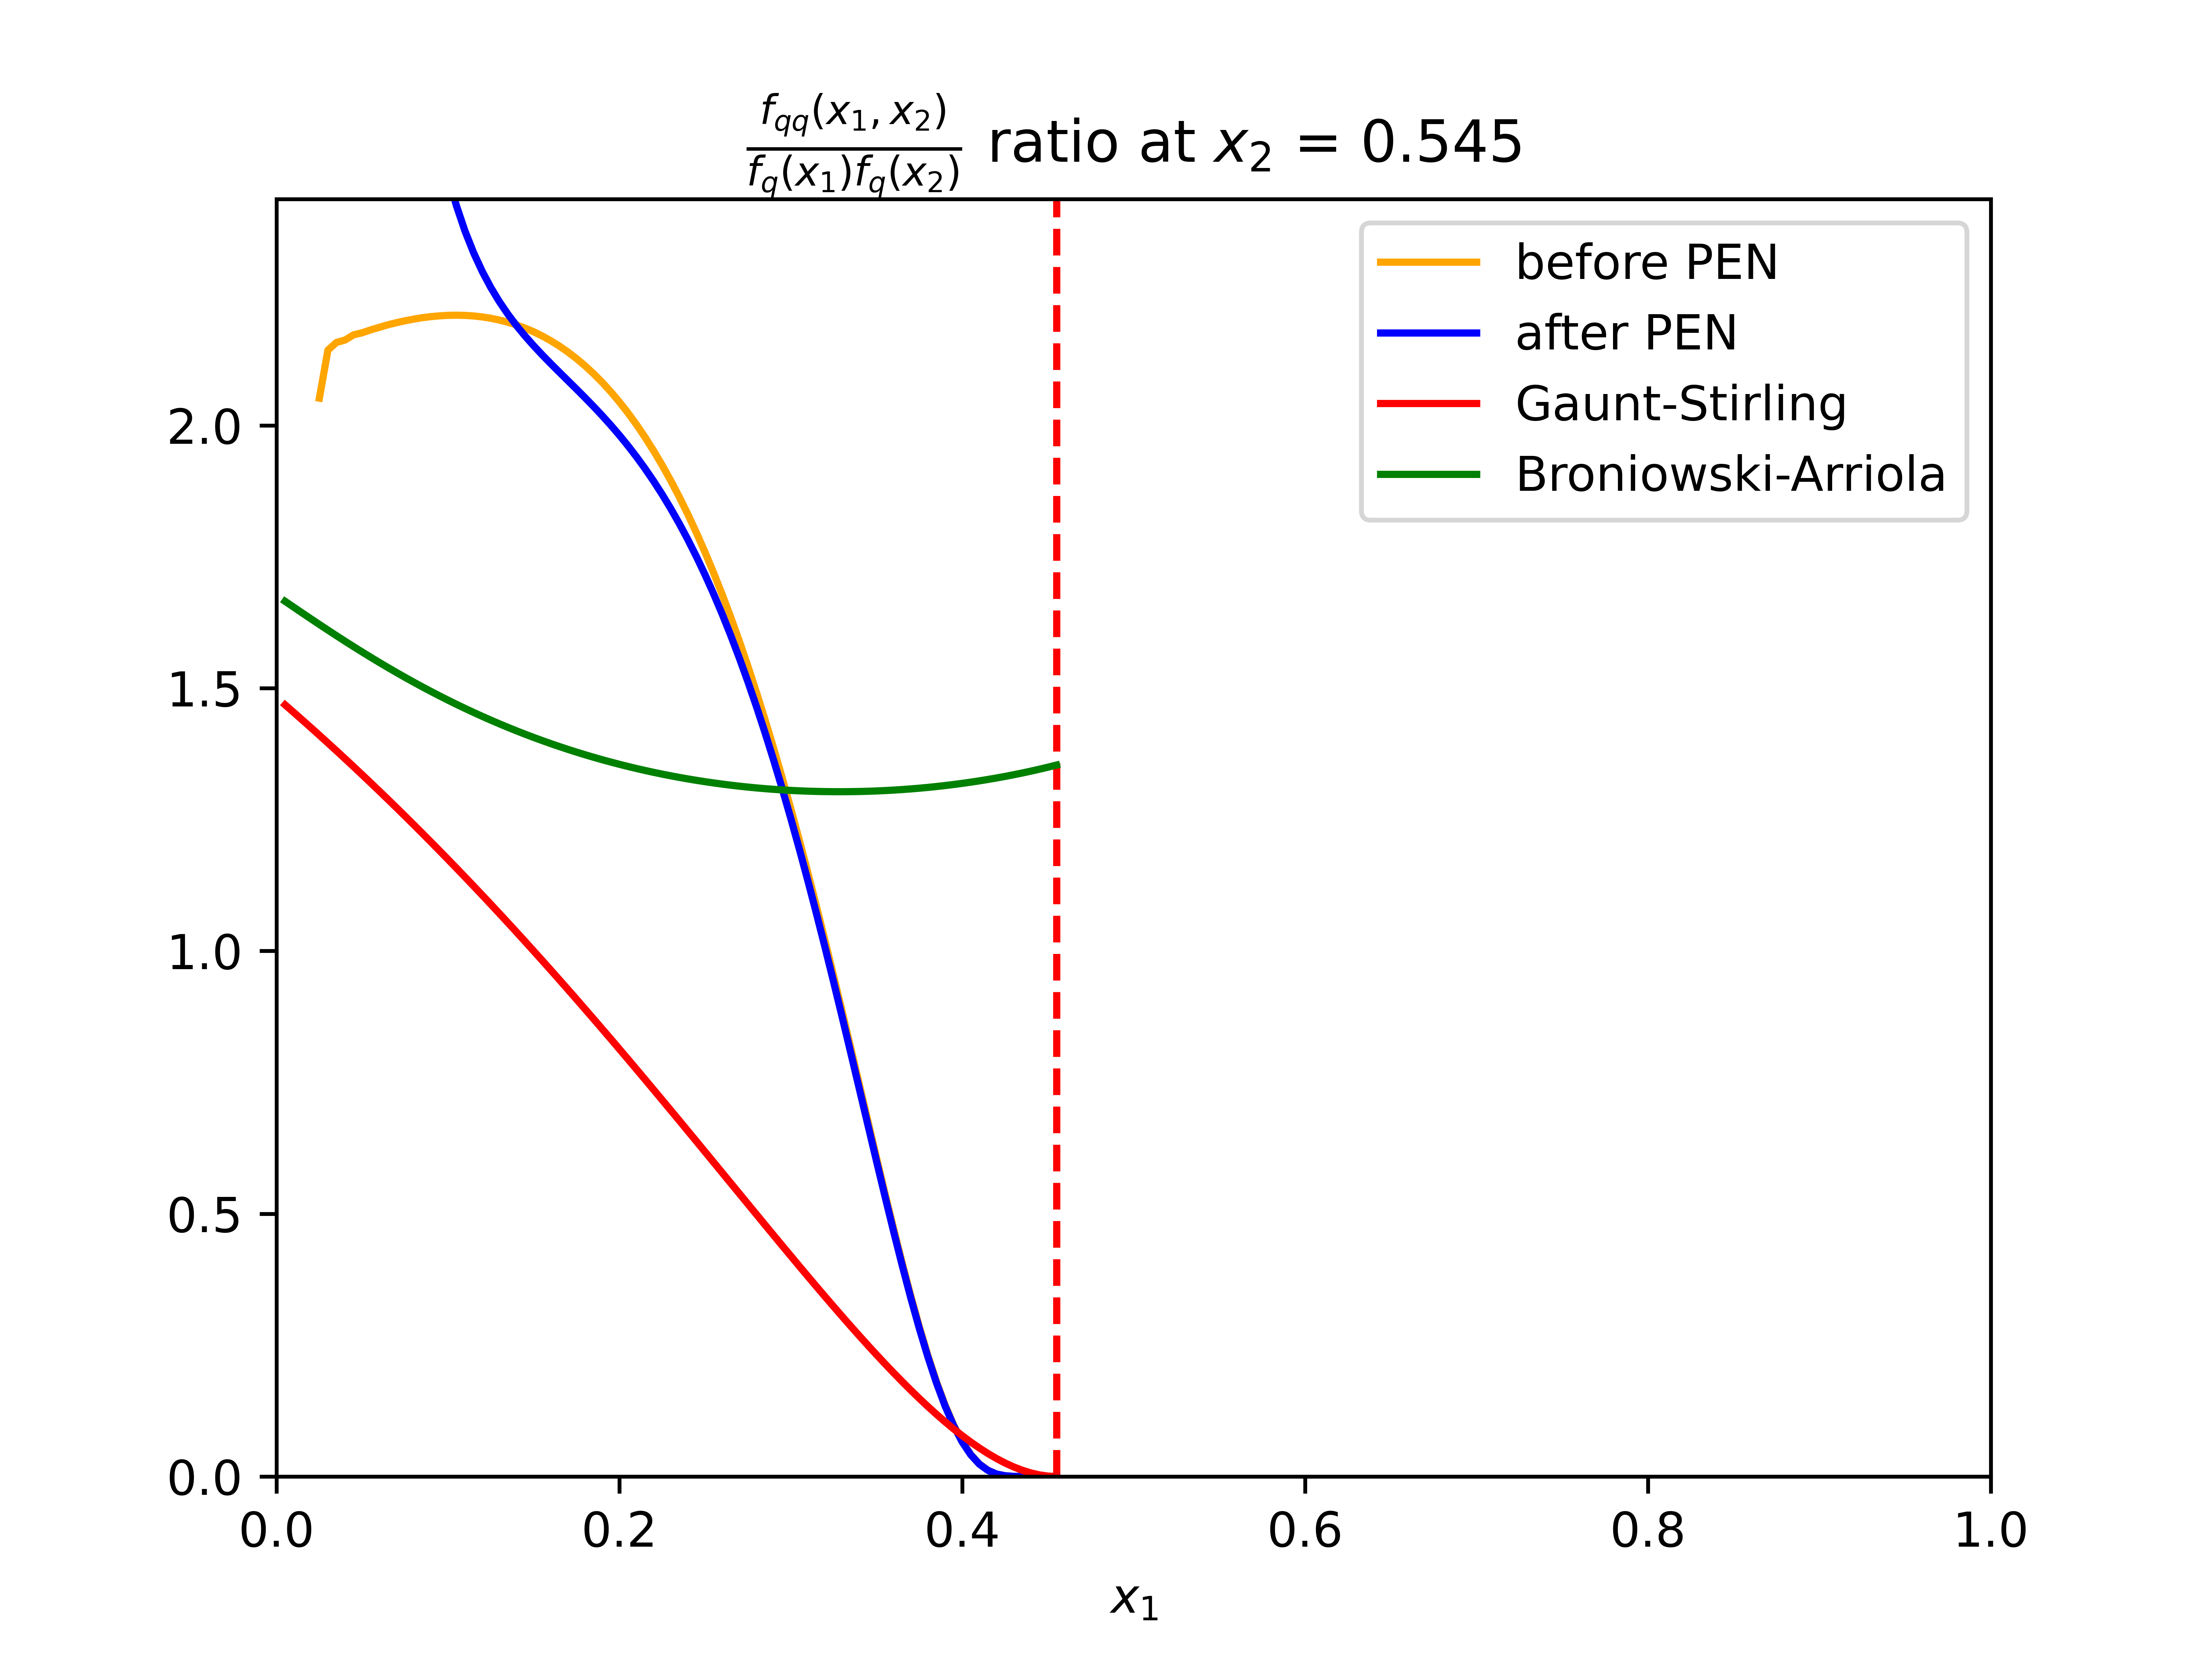 f_qq(x_1, x_2)
f_q(x_1)f_q(x_2)
ratio at x_2 = 0.545
before PEN
after PEN
Gaunt-Stirling
Broniowski-Arriola
2.0
1.5
1.0
0.5
0.0
0.0 0.2 0.4 0.6 0.8 1.0
x_1